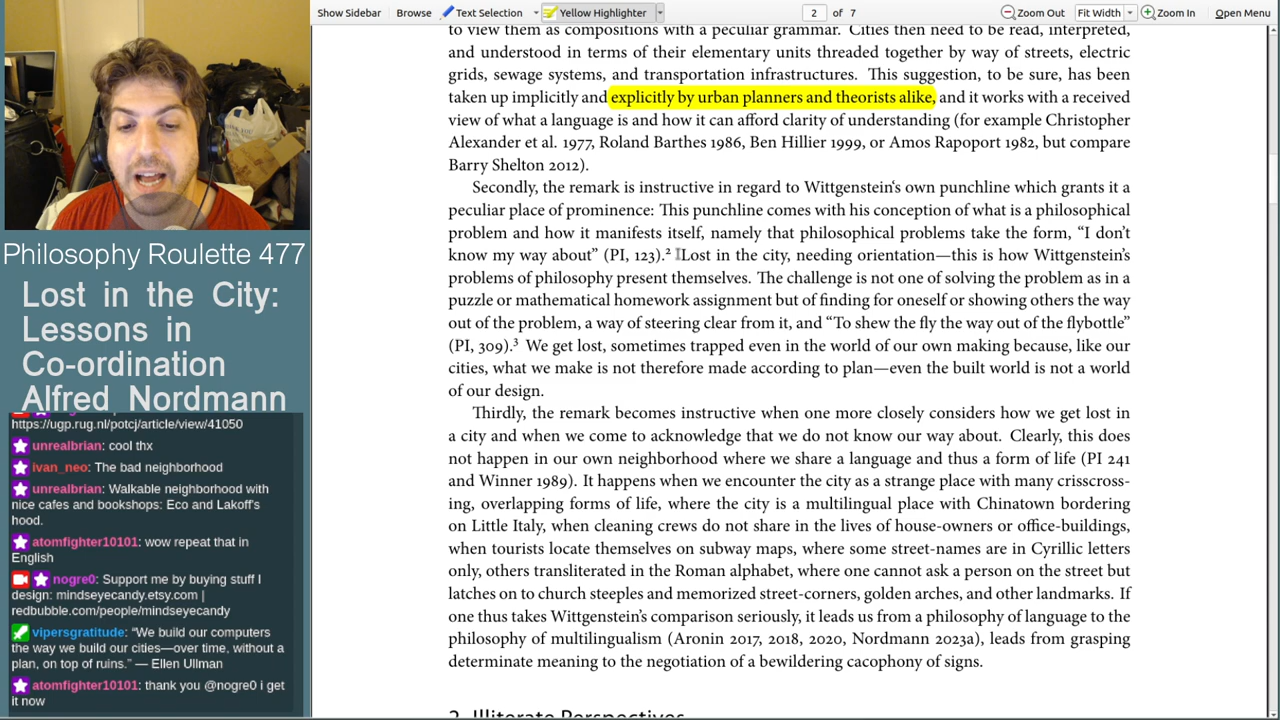 Show Sidebar Browse Text Selection Yellow Highlighter 2 of 7 Zoom Out Fit Width Zoom In Open Menu
to view them as compositions with a peculiar grammar. Cities then need to be read, interpreted,
and understood in terms of their elementary units threaded together by way of streets, electric
grids, sewage systems, and transportation infrastructures. This suggestion, to be sure, has been
taken up implicitly and explicitly by urban planners and theorists alike, and it works with a received
view of what a language is and how it can afford clarity of understanding (for example Christopher
Alexander et al. 1977, Roland Barthes 1986, Ben Hillier 1999, or Amos Rapoport 1982, but compare
Barry Shelton 2012).
Secondly, the remark is instructive in regard to Wittgenstein‘s own punchline which grants it a
peculiar place of prominence: This punchline comes with his conception of what is a philosophical
problem and how it manifests itself, namely that philosophical problems take the form, “I don’t
know my way about” (PI, 123).² Lost in the city, needing orientation—this is how Wittgenstein’s
problems of philosophy present themselves. The challenge is not one of solving the problem as in a
puzzle or mathematical homework assignment but of finding for oneself or showing others the way
out of the problem, a way of steering clear from it, and “To shew the fly the way out of the flybottle”
(PI, 309).³ We get lost, sometimes trapped even in the world of our own making because, like our
cities, what we make is not therefore made according to plan—even the built world is not a world
of our design.
Thirdly, the remark becomes instructive when one more closely considers how we get lost in
a city and when we come to acknowledge that we do not know our way about. Clearly, this does
not happen in our own neighborhood where we share a language and thus a form of life (PI 241
and Winner 1989). It happens when we encounter the city as a strange place with many crisscross-
ing, overlapping forms of life, where the city is a multilingual place with Chinatown bordering
on Little Italy, when cleaning crews do not share in the lives of house-owners or office-buildings,
when tourists locate themselves on subway maps, where some street-names are in Cyrillic letters
only, others transliterated in the Roman alphabet, where one cannot ask a person on the street but
latches on to church steeples and memorized street-corners, golden arches, and other landmarks. If
one thus takes Wittgenstein’s comparison seriously, it leads us from a philosophy of language to the
philosophy of multilingualism (Aronin 2017, 2018, 2020, Nordmann 2023a), leads from grasping
determinate meaning to the negotiation of a bewildering cacophony of signs.
2. Illiterate Perspectives
Philosophy Roulette 477
Lost in the City:
Lessons in
Co-ordination
Alfred Nordmann
https://ugp.rug.nl/potcj/article/view/41050
unrealbrian: cool thx
ivan_neo: The bad neighborhood
unrealbrian: Walkable neighborhood with
nice cafes and bookshops: Eco and Lakoff's
hood.
atomfighter10101: wow repeat that in
English
nogre0: Support me by buying stuff I
design: mindseyecandy.etsy.com |
redbubble.com/people/mindseyecandy
vipersgratitude: “We build our computers
the way we build our cities—over time, without a
plan, on top of ruins.” — Ellen Ullman
atomfighter10101: thank you @nogre0 i get
it now